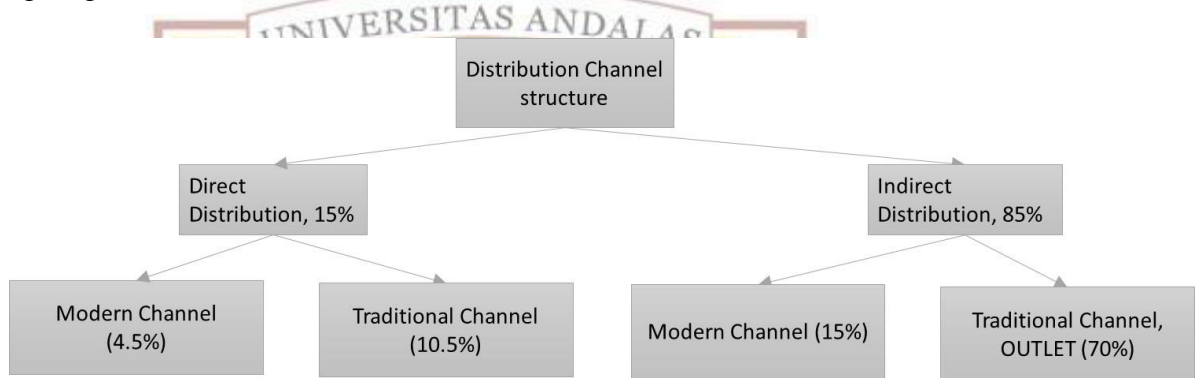 UNIVERSITAS ANDALAS
Distribution Channel
structure
Direct
Distribution, 15%
Indirect
Distribution, 85%
Modern Channel
(4.5%)
Traditional Channel
(10.5%)
Modern Channel (15%)
Traditional Channel,
OUTLET (70%)